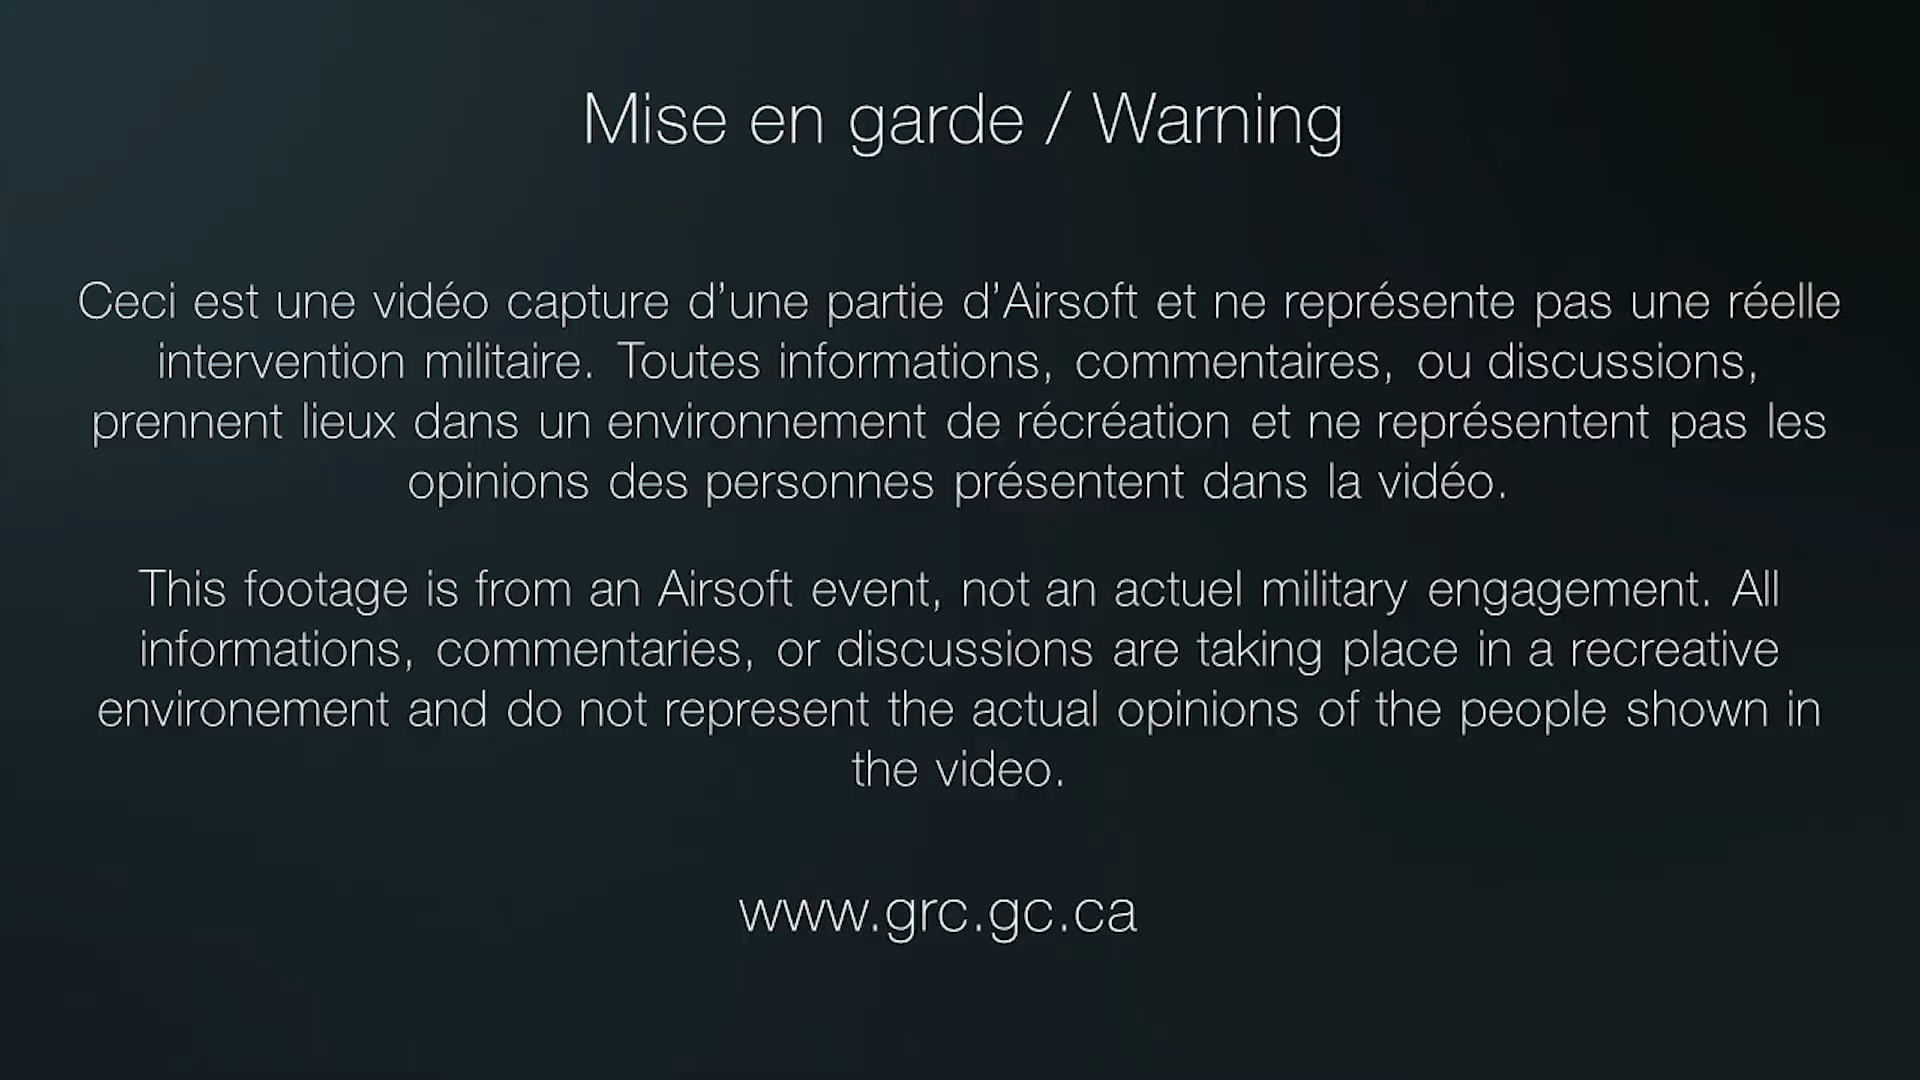 Mise en garde / Warning
Ceci est une vidéo capture d’une partie d’Airsoft et ne représente pas une réelle
intervention militaire. Toutes informations, commentaires, ou discussions,
prennent lieux dans un environnement de récréation et ne représentent pas les
opinions des personnes présentent dans la vidéo.
This footage is from an Airsoft event, not an actuel military engagement. All
informations, commentaries, or discussions are taking place in a recreative
environement and do not represent the actual opinions of the people shown in
the video.
www.grc.gc.ca